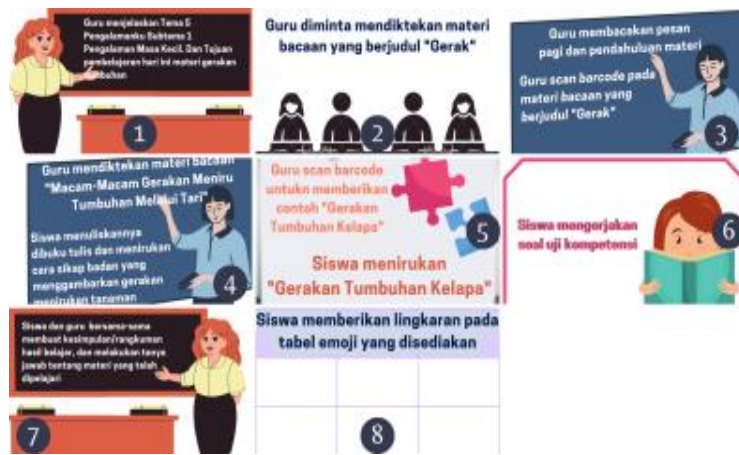 Guru menjelaskan Tema 5
Pengalamanku Subtema 1
Pengalaman Masa Kecil. Dan Tujuan
pembelajaran hari ini materi gerakan
tumbuhan
1
Guru diminta mendiktekan materi
bacaan yang berjudul "Gerak"
2
Guru membacakan pesan
pagi dan pendahuluan materi
Guru scan barcode pada
materi bacaan yang
berjudul "Gerak"
3
Guru mendiktekan materi bacaan
"Macam-Macam Gerakan Meniru
Tumbuhan Melalui Tari"
Siswa menuliskannya
dibuku tulis dan menirukan
cara sikap badan yang
menggambarkan gerakan
menirukan tanaman
4
Guru scan barcode
untukn memberikan
contoh "Gerakan
Tumbuhan Kelapa"
Siswa menirukan
"Gerakan Tumbuhan Kelapa"
5
Siswa mengerjakan
soal uji kompetensi
6
Siswa dan guru bersama-sama
membuat kesimpulan/rangkuman
hasil belajar, dan melakukan tanya
jawab tentang materi yang telah
dipelajari
7
Siswa memberikan lingkaran pada
tabel emoji yang disediakan
8